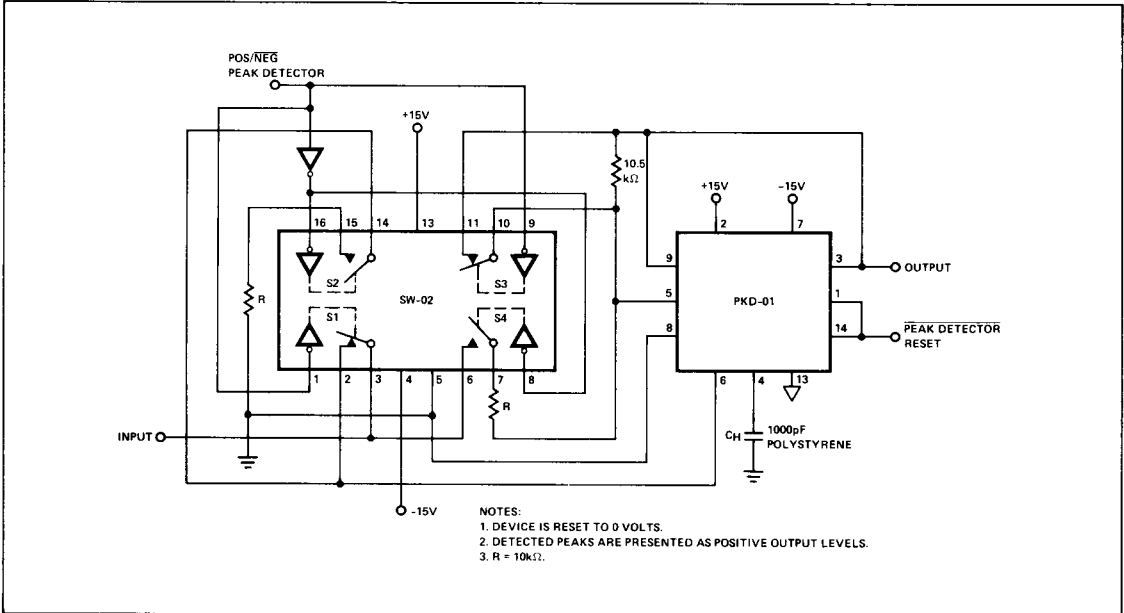 POS/NEG
PEAK DETECTOR
+15V
10.5
kΩ
+15V
-15V
16
15
14
13
11
10
9
2
7
R
S2
S3
SW-02
S1
S4
9
5
8
PKD-01
3
OUTPUT
1
14
PEAK DETECTOR
RESET
1
2
3
4
5
6
7
8
R
6
4
13
INPUT
CH
1000pF
POLYSTYRENE
-15V
NOTES:
1. DEVICE IS RESET TO 0 VOLTS.
2. DETECTED PEAKS ARE PRESENTED AS POSITIVE OUTPUT LEVELS.
3. R = 10kΩ.